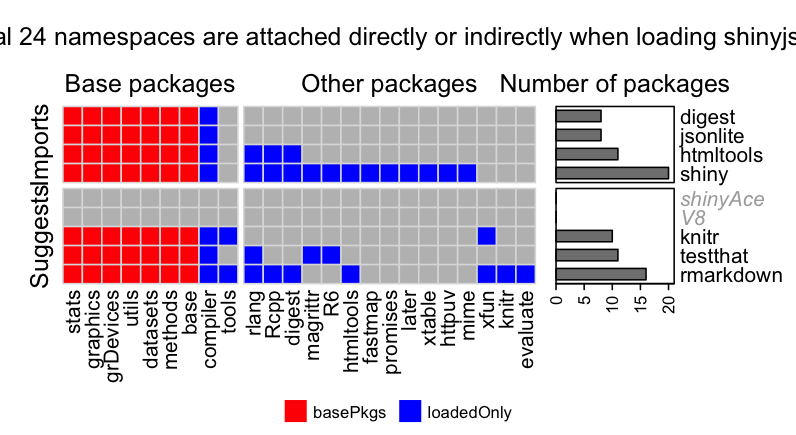 al 24 namespaces are attached directly or indirectly when loading shinyjs
Base packages
Other packages
Number of packages
Imports
Suggests
digest
jsonlite
htmltools
shiny
shinyAce
V8
knitr
testthat
rmarkdown
stats
graphics
grDevices
utils
datasets
methods
base
compiler
tools
rlang
Rcpp
digest
magrittr
R6
htmltools
fastmap
promises
later
xtable
httpuv
mime
xfun
knitr
evaluate
0 5 10 15 20
basePkgs loadedOnly